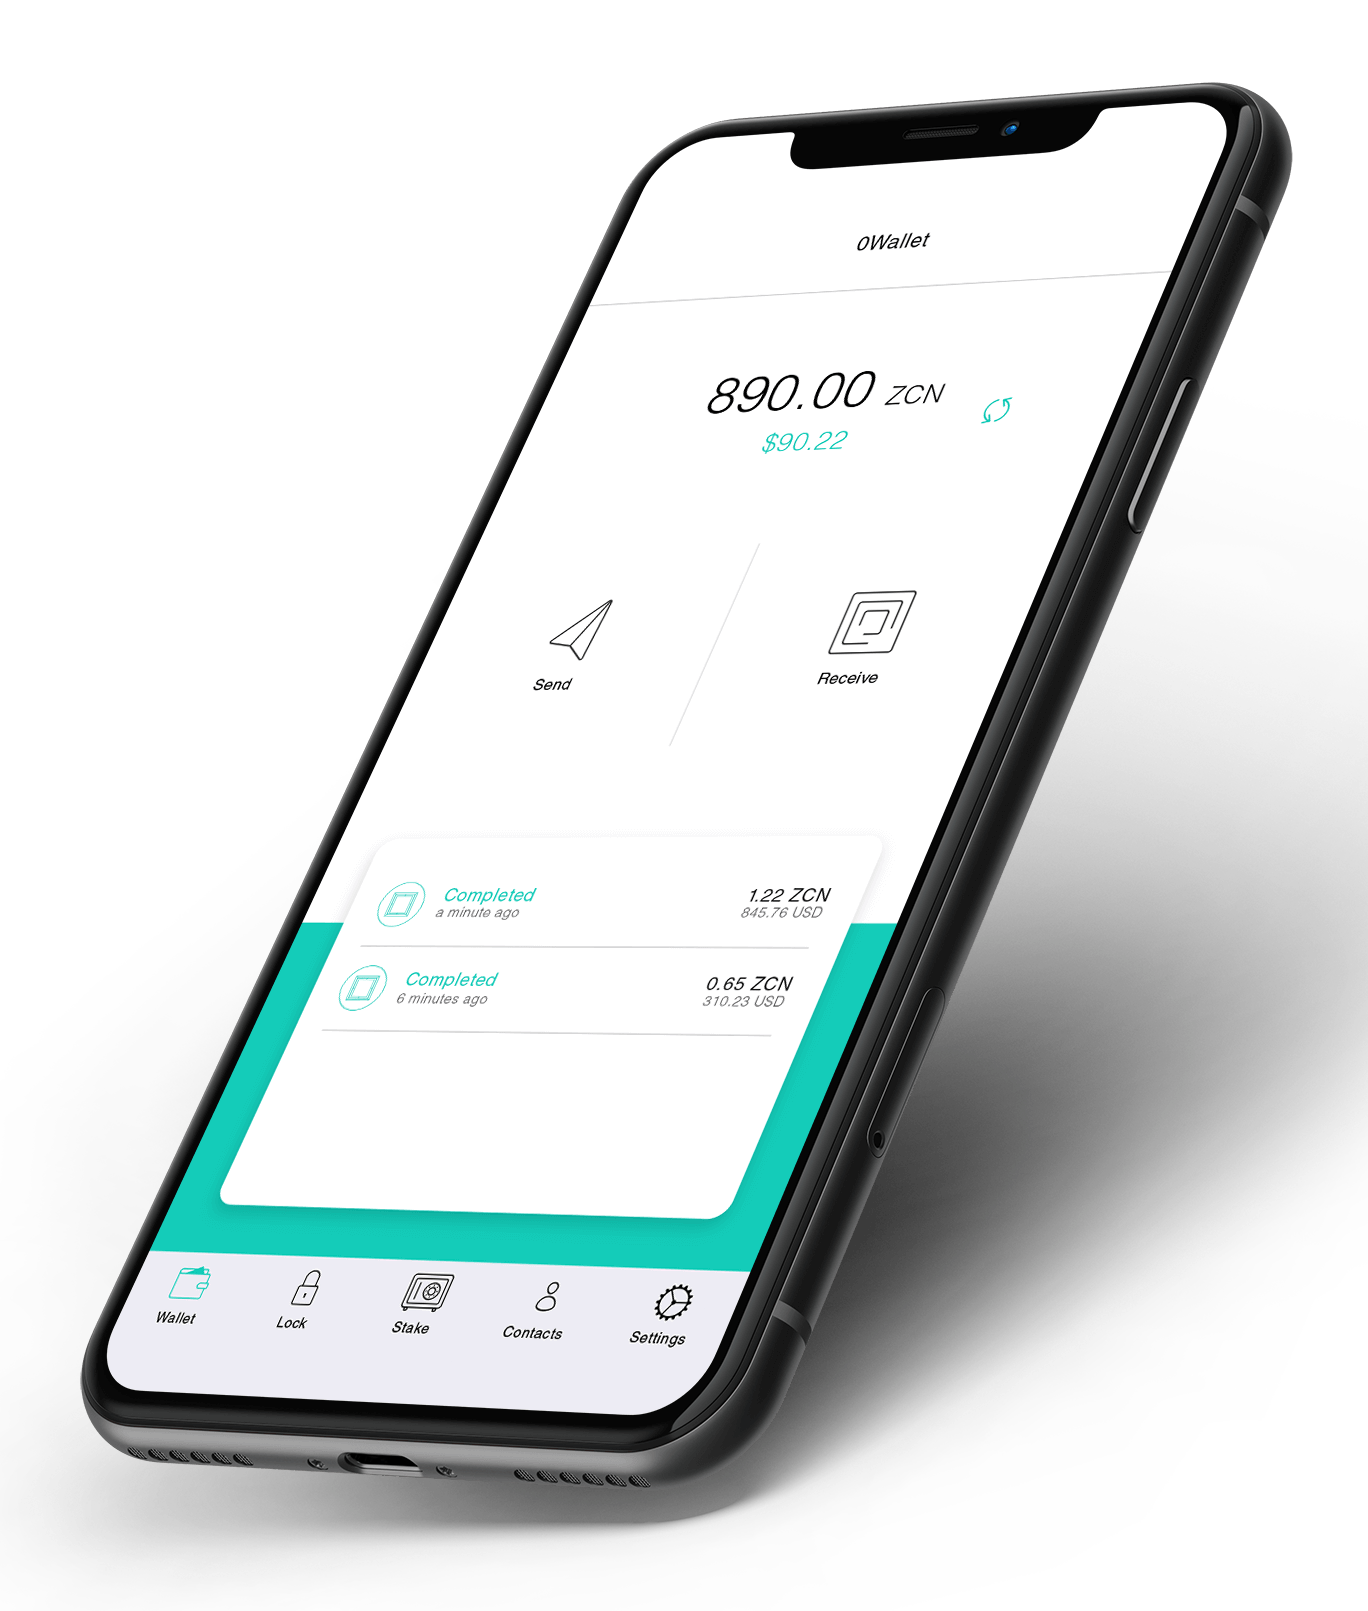 0Wallet
890.00 ZCN
$90.22
Send
Receive
Completed
1.22 ZCN
a minute ago
845.76 USD
Completed
0.65 ZCN
6 minutes ago
310.23 USD
Wallet
Lock
Stake
Contacts
Settings